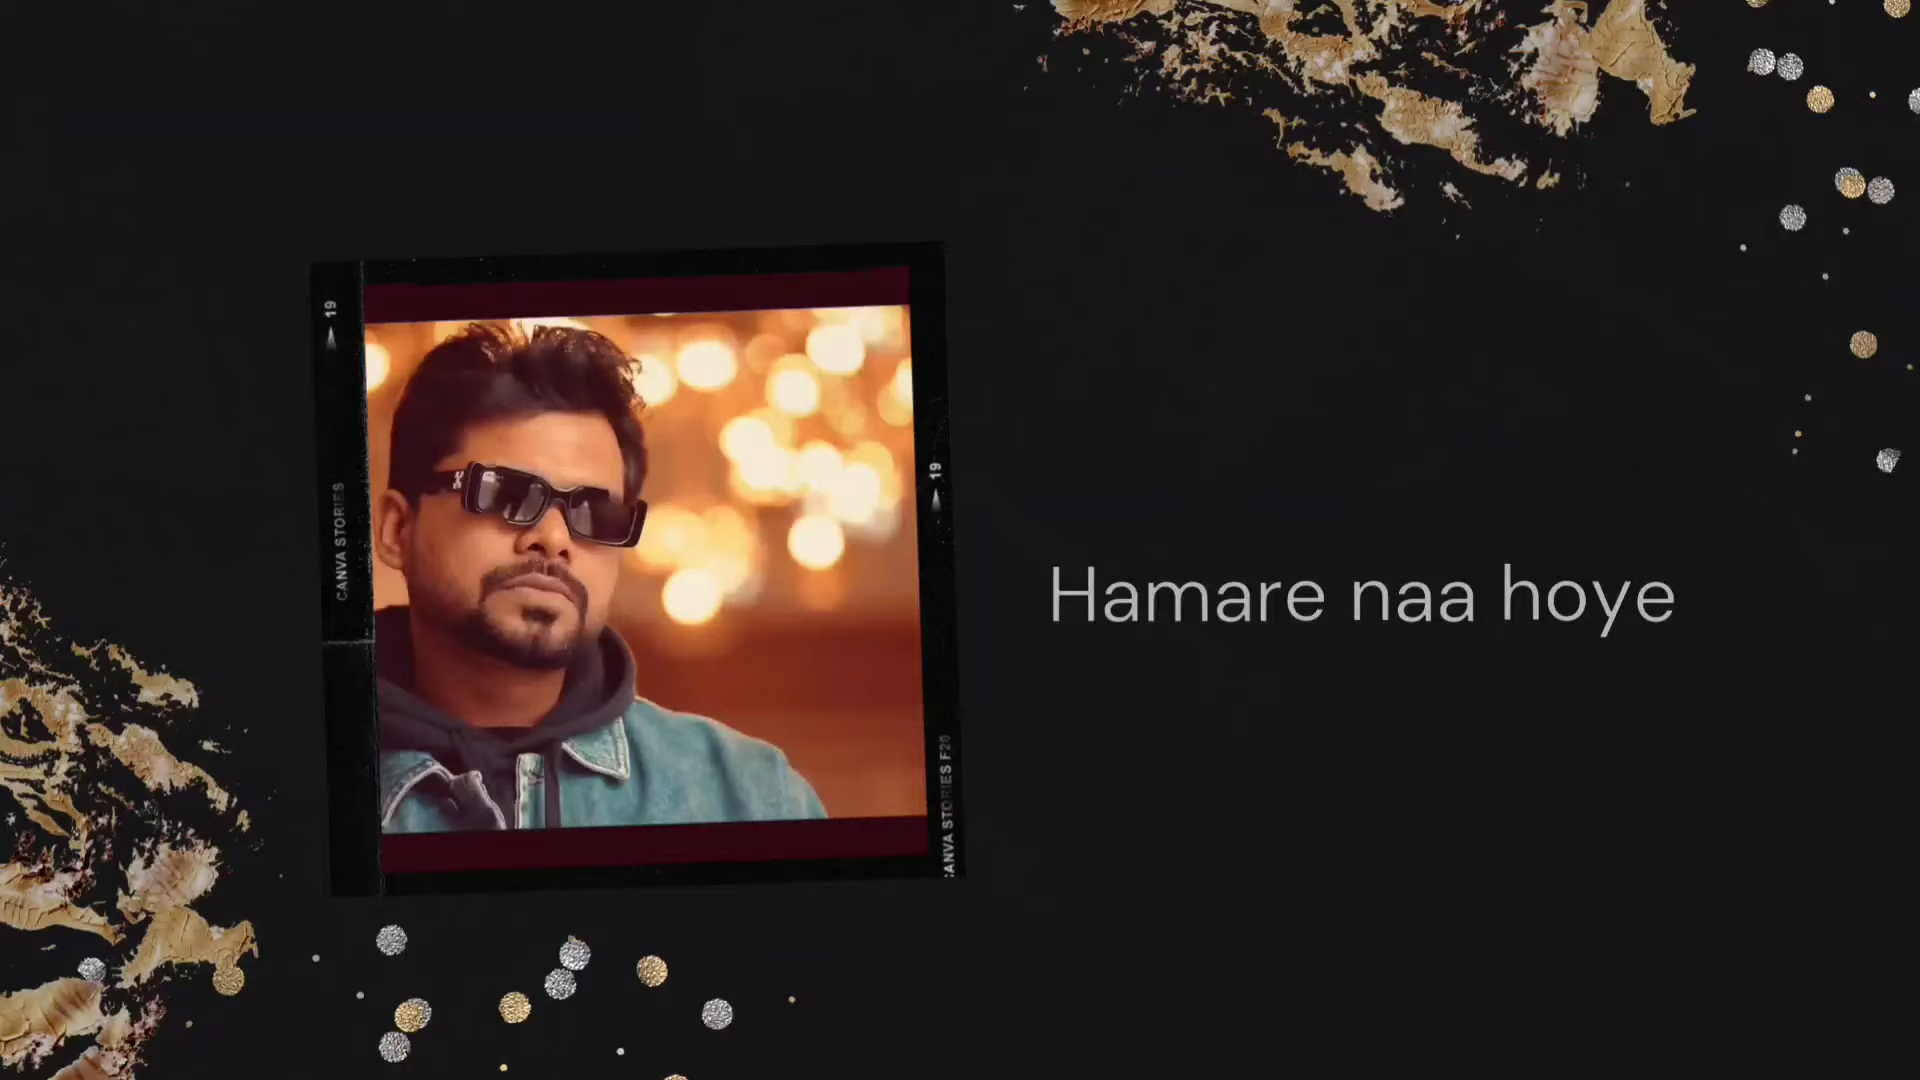 19
CANVA STORIES
19
CANVA STORIES F20
Hamare naa hoye